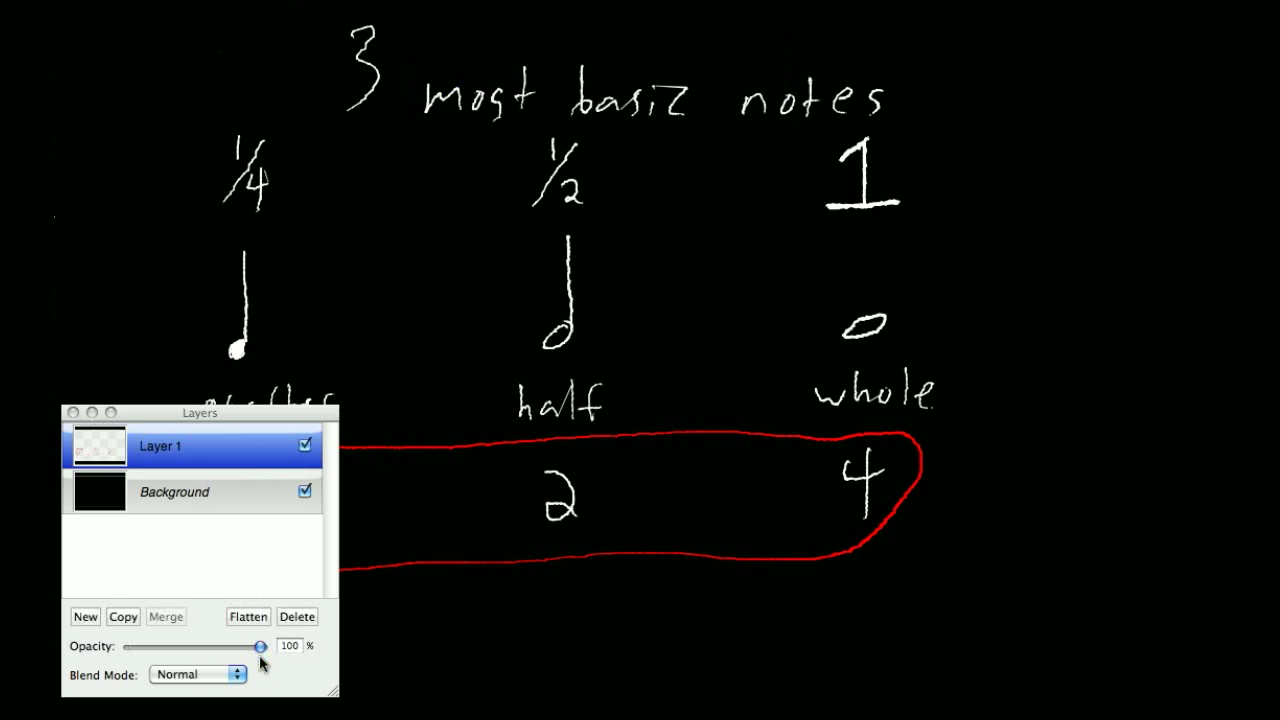 3 most basic notes
1/4 1/2 1
half whole
2 4
Layers
Layer 1
Background
New Copy Merge Flatten Delete
Opacity: 100 %
Blend Mode: Normal